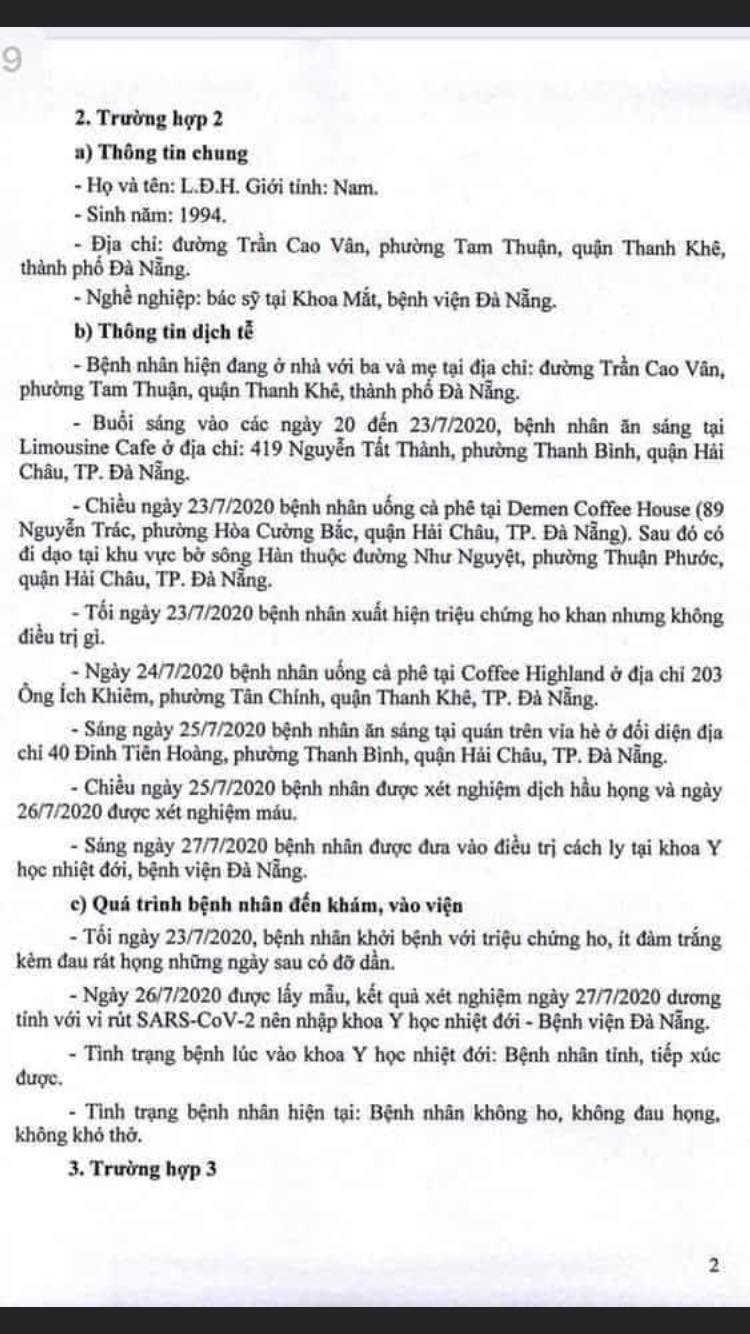 9
2. Trường hợp 2
a) Thông tin chung
- Họ và tên: L.Đ.H. Giới tính: Nam.
- Sinh năm: 1994.
- Địa chỉ: đường Trần Cao Vân, phường Tam Thuận, quận Thanh Khê,
thành phố Đà Nẵng.
- Nghề nghiệp: bác sỹ tại Khoa Mắt, bệnh viện Đà Nẵng.
b) Thông tin dịch tễ
- Bệnh nhân hiện đang ở nhà với ba và mẹ tại địa chỉ: đường Trần Cao Vân,
phường Tam Thuận, quận Thanh Khê, thành phố Đà Nẵng.
- Buổi sáng vào các ngày 20 đến 23/7/2020, bệnh nhân ăn sáng tại
Limousine Cafe ở địa chỉ: 419 Nguyễn Tất Thành, phường Thanh Bình, quận Hải
Châu, TP. Đà Nẵng.
- Chiều ngày 23/7/2020 bệnh nhân uống cà phê tại Demen Coffee House (89
Nguyễn Trác, phường Hòa Cường Bắc, quận Hải Châu, TP. Đà Nẵng). Sau đó có
đi dạo tại khu vực bờ sông Hàn thuộc đường Như Nguyệt, phường Thuận Phước,
quận Hải Châu, TP. Đà Nẵng.
- Tối ngày 23/7/2020 bệnh nhân xuất hiện triệu chứng ho khan nhưng không
điều trị gì.
- Ngày 24/7/2020 bệnh nhân uống cà phê tại Coffee Highland ở địa chỉ 203
Ông Ích Khiêm, phường Tân Chính, quận Thanh Khê, TP. Đà Nẵng.
- Sáng ngày 25/7/2020 bệnh nhân ăn sáng tại quán trên vỉa hè ở đối diện địa
chỉ 40 Đinh Tiên Hoàng, phường Thanh Bình, quận Hải Châu, TP. Đà Nẵng.
- Chiều ngày 25/7/2020 bệnh nhân được xét nghiệm dịch hầu họng và ngày
26/7/2020 được xét nghiệm máu.
- Sáng ngày 27/7/2020 bệnh nhân được đưa vào điều trị cách ly tại khoa Y
học nhiệt đới, bệnh viện Đà Nẵng.
c) Quá trình bệnh nhân đến khám, vào viện
- Tối ngày 23/7/2020, bệnh nhân khởi bệnh với triệu chứng ho, ít đàm trắng
kèm đau rát họng những ngày sau có đỡ dần.
- Ngày 26/7/2020 được lấy mẫu, kết quả xét nghiệm ngày 27/7/2020 dương
tính với vi rút SARS-CoV-2 nên nhập khoa Y học nhiệt đới - Bệnh viện Đà Nẵng.
- Tình trạng bệnh lúc vào khoa Y học nhiệt đới: Bệnh nhân tỉnh, tiếp xúc
được.
- Tình trạng bệnh nhân hiện tại: Bệnh nhân không ho, không đau họng,
không khó thở.
3. Trường hợp 3
2